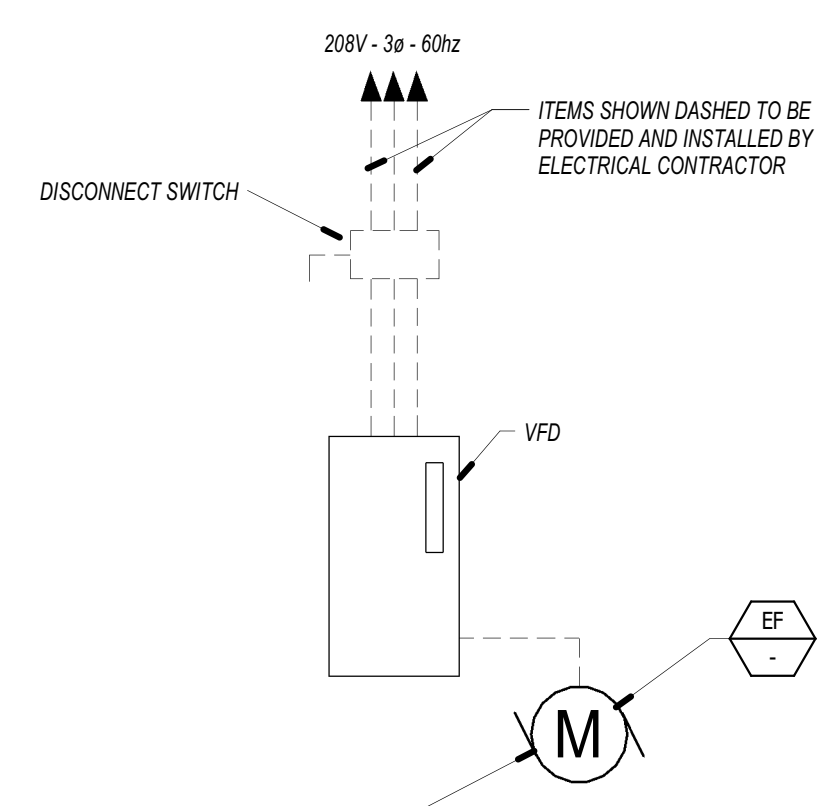 208V - 3ø - 60hz
ITEMS SHOWN DASHED TO BE
PROVIDED AND INSTALLED BY
ELECTRICAL CONTRACTOR
DISCONNECT SWITCH
VFD
EF
-
M